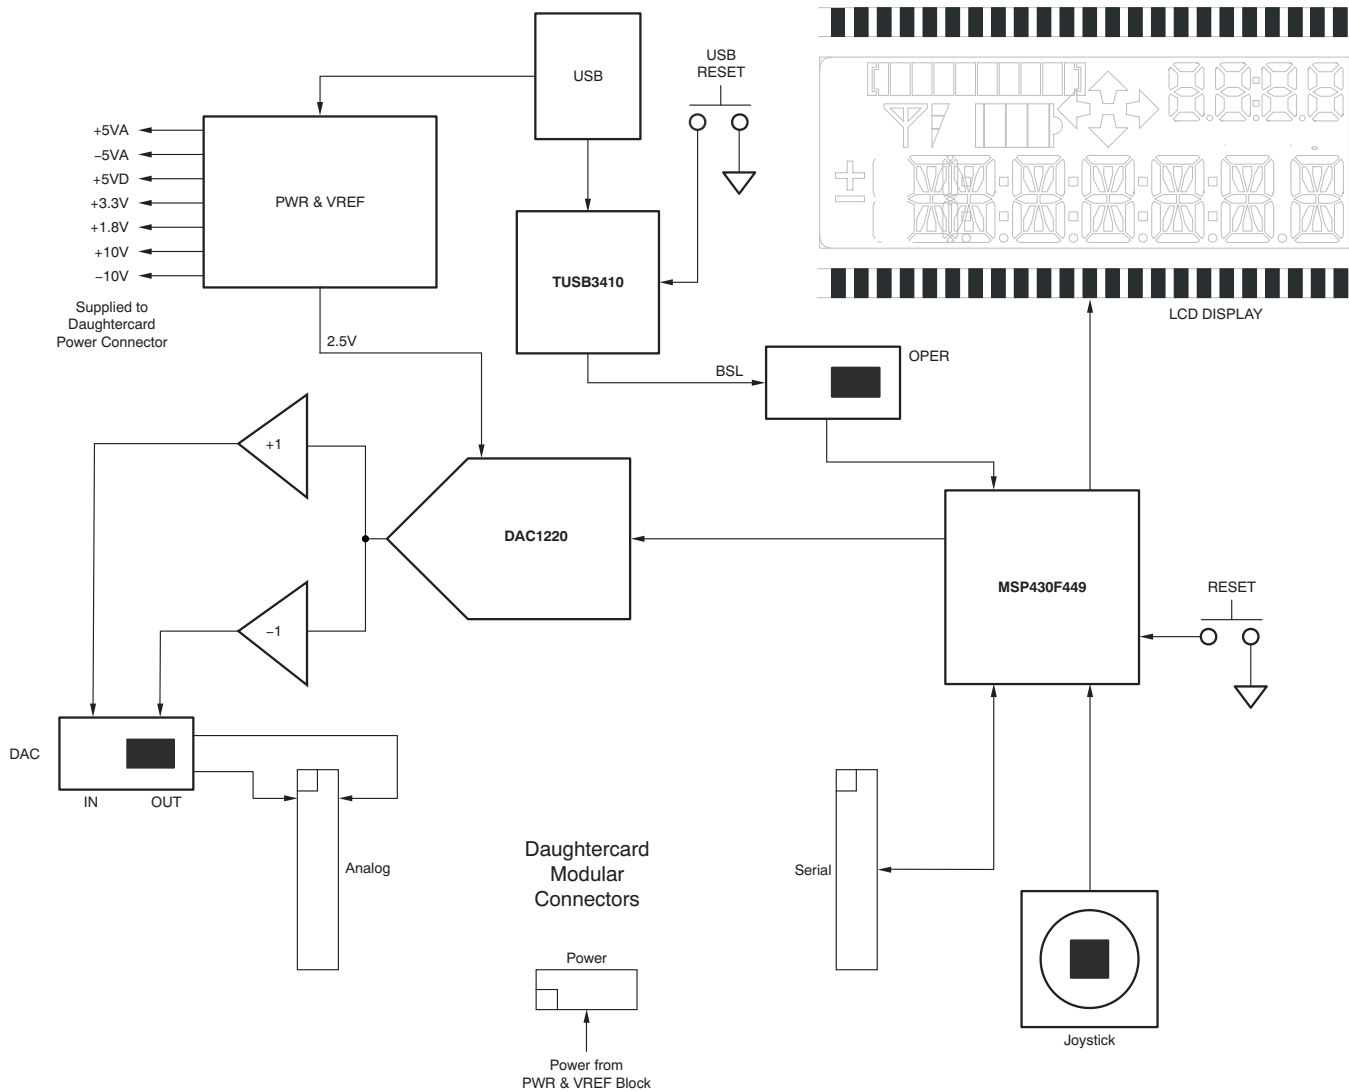 USB
USB
RESET
+5VA
–5VA
+5VD
+3.3V
+1.8V
+10V
–10V
PWR & VREF
Supplied to
Daughtercard
Power Connector
TUSB3410
LCD DISPLAY
2.5V
BSL
OPER
+1
DAC1220
MSP430F449
RESET
–1
DAC
IN
OUT
Analog
Daughtercard
Modular
Connectors
Serial
Power
Power from
PWR & VREF Block
Joystick